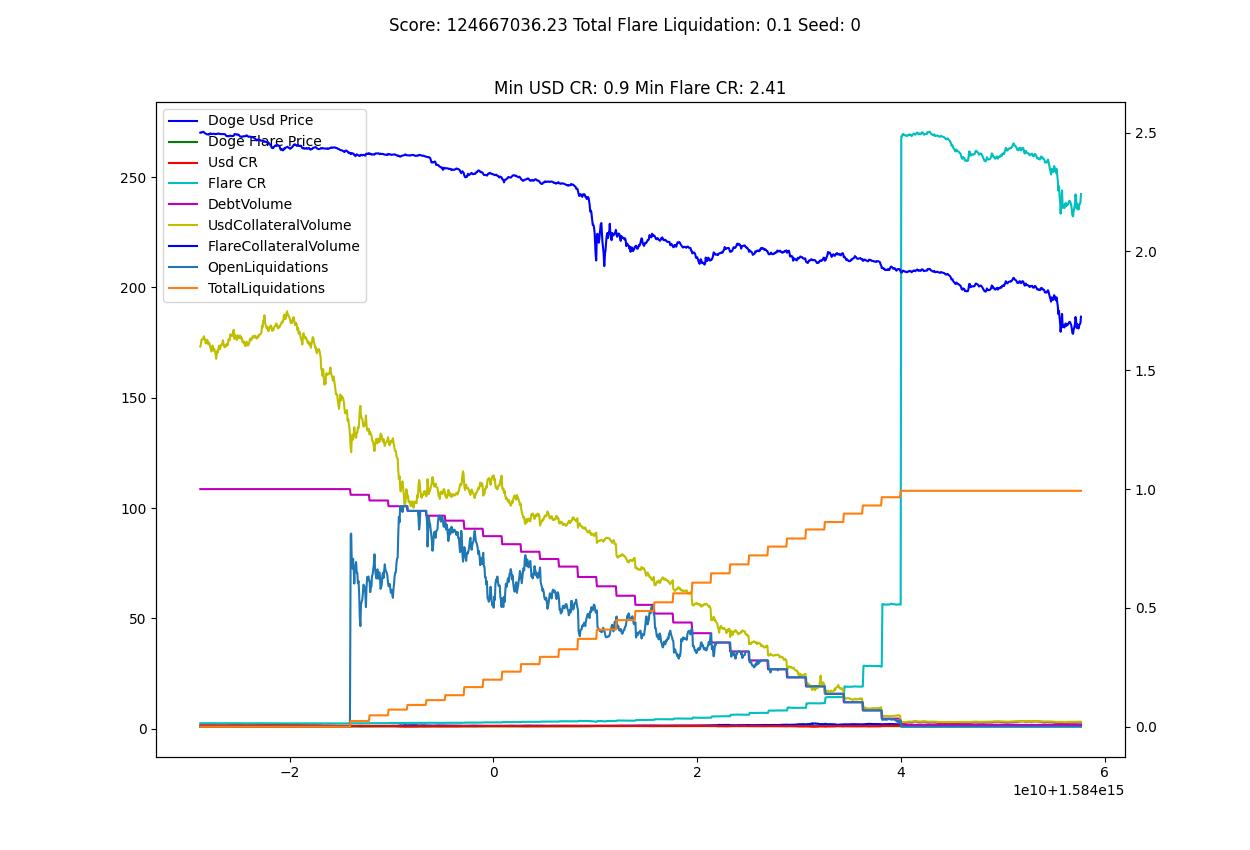 Score: 124667036.23 Total Flare Liquidation: 0.1 Seed: 0
Min USD CR: 0.9 Min Flare CR: 2.41
Doge Usd Price
Doge Flare Price
Usd CR
Flare CR
DebtVolume
UsdCollateralVolume
FlareCollateralVolume
OpenLiquidations
TotalLiquidations
250
200
150
100
50
0
2.5
2.0
1.5
1.0
0.5
0.0
−2
0
2
4
6
1e10+1.584e15